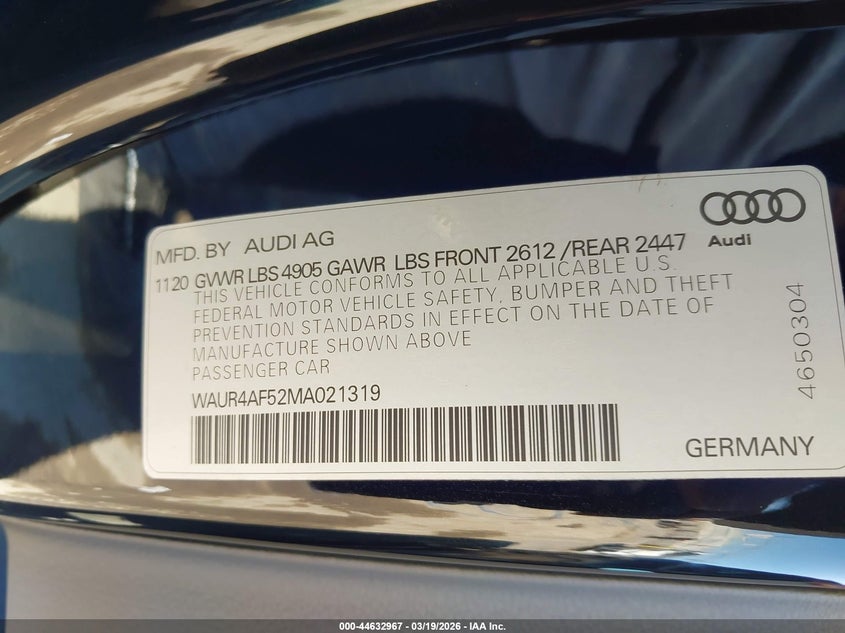 MFD. BY AUDI AG
Audi
1120 GVWR LBS 4905 GAWR LBS FRONT 2612 /REAR 2447
THIS VEHICLE CONFORMS TO ALL APPLICABLE U.S.
FEDERAL MOTOR VEHICLE SAFETY, BUMPER AND THEFT
PREVENTION STANDARDS IN EFFECT ON THE DATE OF
MANUFACTURE SHOWN ABOVE
PASSENGER CAR
WAUR4AF52MA021319
4650304
GERMANY
000-44632967 | 03/19/2026 | IAA Inc.